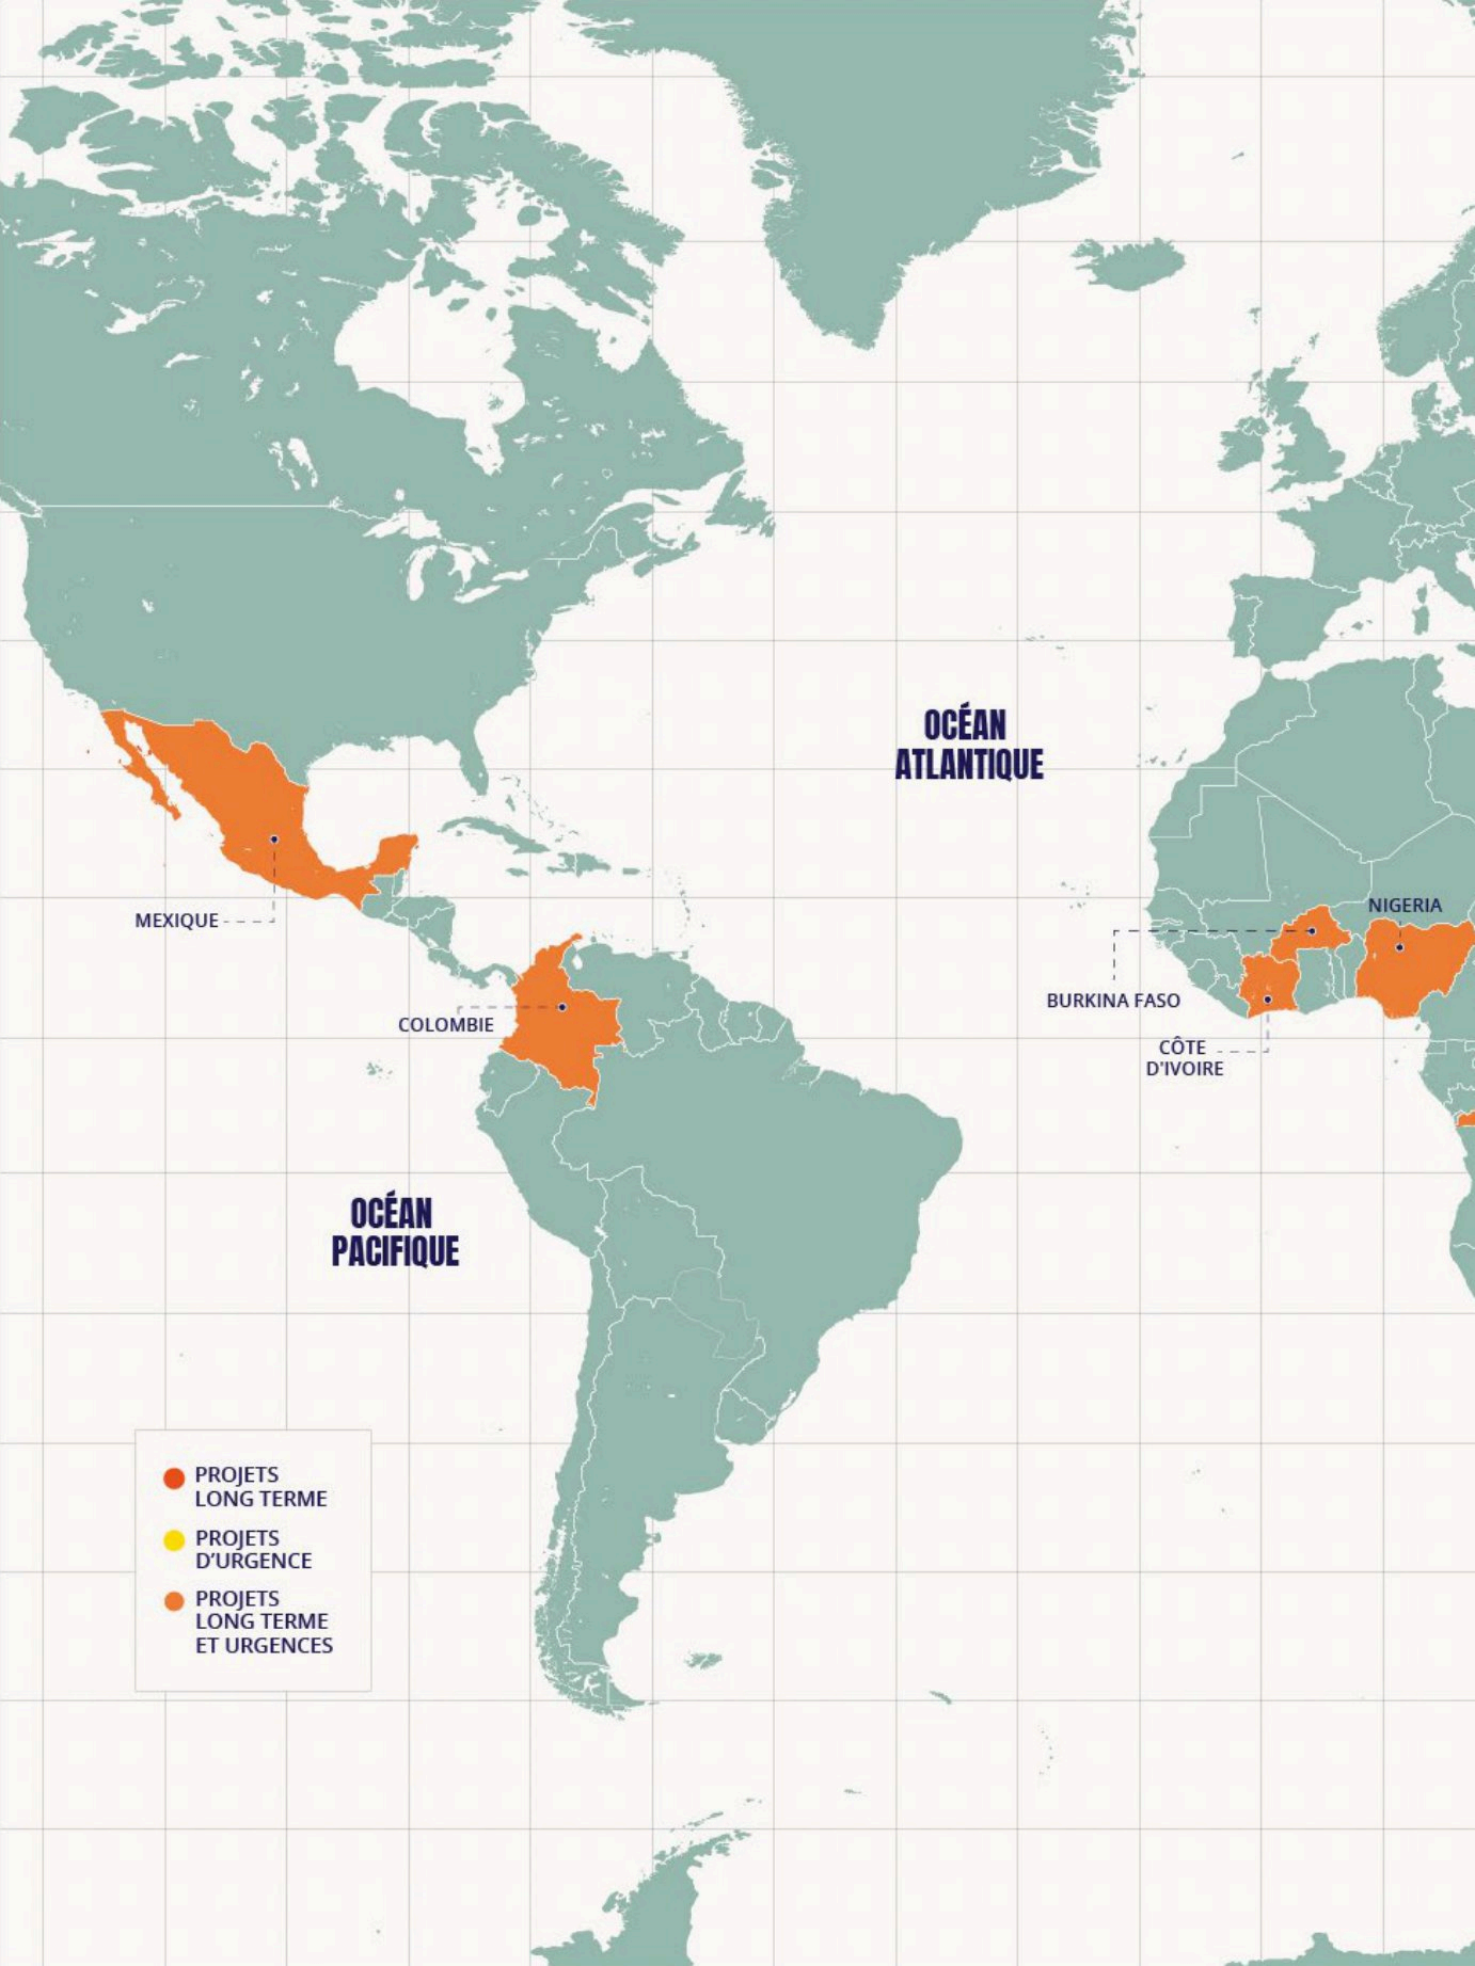 OCÉAN
ATLANTIQUE
MEXIQUE
NIGERIA
COLOMBIE
BURKINA FASO
CÔTE
D'IVOIRE
OCÉAN
PACIFIQUE
PROJETS
LONG TERME
PROJETS
D’URGENCE
PROJETS
LONG TERME
ET URGENCES